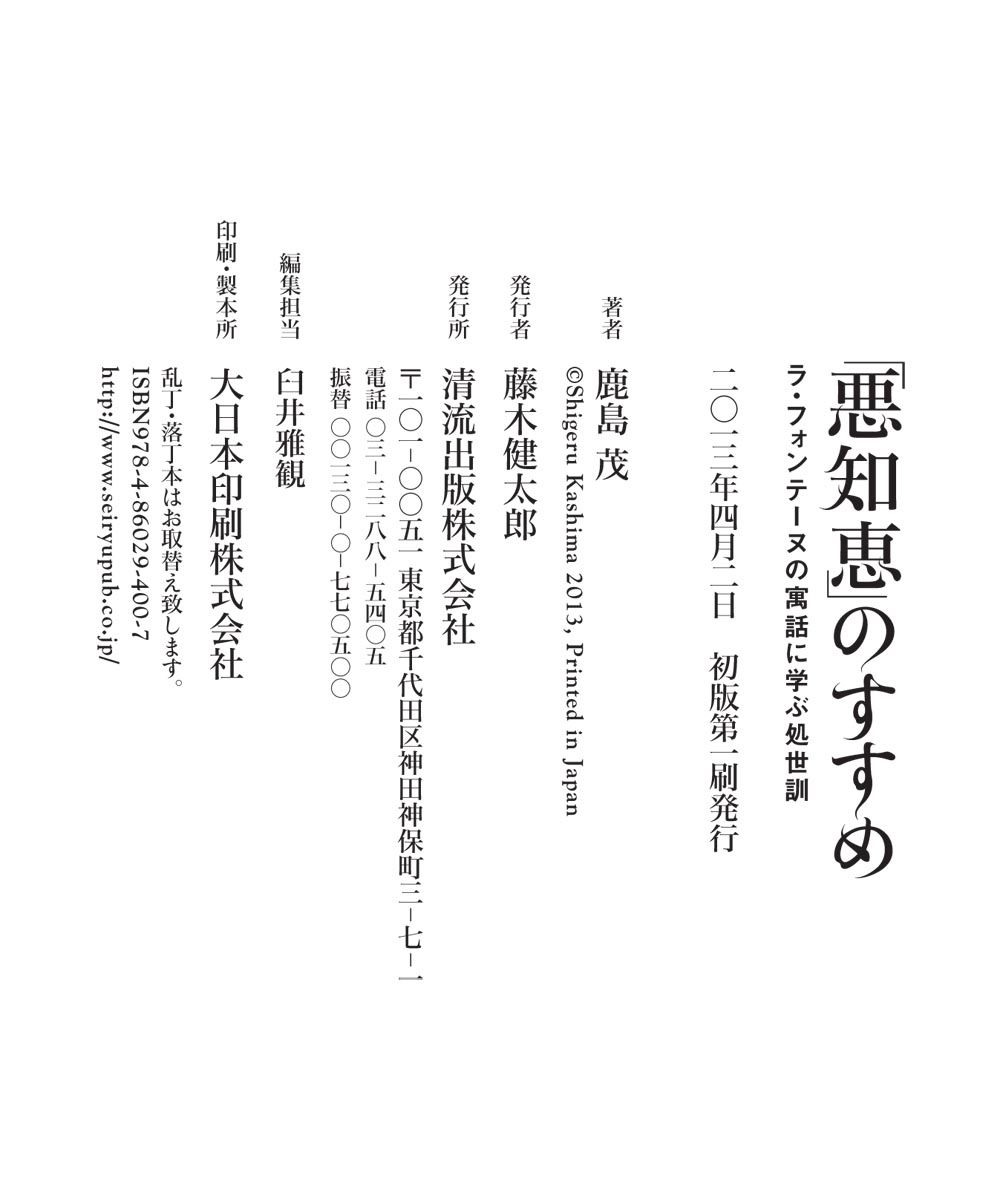 「悪知恵」のすすめ
ラ・フォンテーヌの寓話に学ぶ処世訓
二〇一三年四月二日　初版第一刷発行
著者　鹿島 茂
©Shigeru Kashima 2013, Printed in Japan
発行者　藤木健太郎
発行所　清流出版株式会社
〒一〇一－〇〇五一 東京都千代田区神田神保町三－七－一
電話 〇三－三二八八－五四〇五
振替 〇〇一三〇－〇－七七〇五〇〇
編集担当　臼井雅観
印刷・製本所　大日本印刷株式会社
乱丁・落丁本はお取替え致します。
ISBN978-4-86029-400-7
http://www.seiryupub.co.jp/